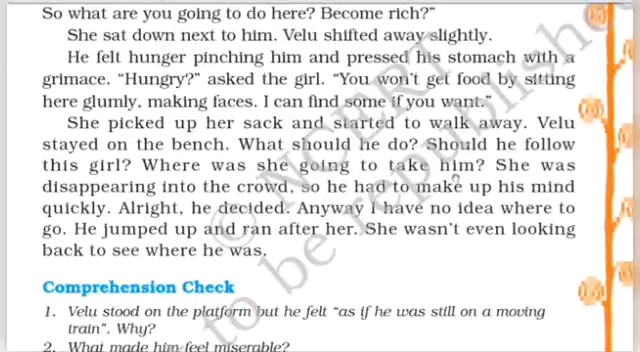 So what are you going to do here? Become rich?"
She sat down next to him. Velu shifted away slightly.
He felt hunger pinching him and pressed his stomach with a
grimace. "Hungry?" asked the girl. "You won't get food by sitting
here glumly, making faces. I can find some if you want."
She picked up her sack and started to walk away. Velu
stayed on the bench. What should he do? Should he follow
this girl? Where was she going to take him? She was
disappearing into the crowd, so he had to make up his mind
quickly. Alright, he decided. Anyway I have no idea where to
go. He jumped up and ran after her. She wasn't even looking
back to see where he was.
Comprehension Check
1. Velu stood on the platform but he felt "as if he was still on a moving
train". Why?
2. What made him feel miserable?
© NCERT
to be republished